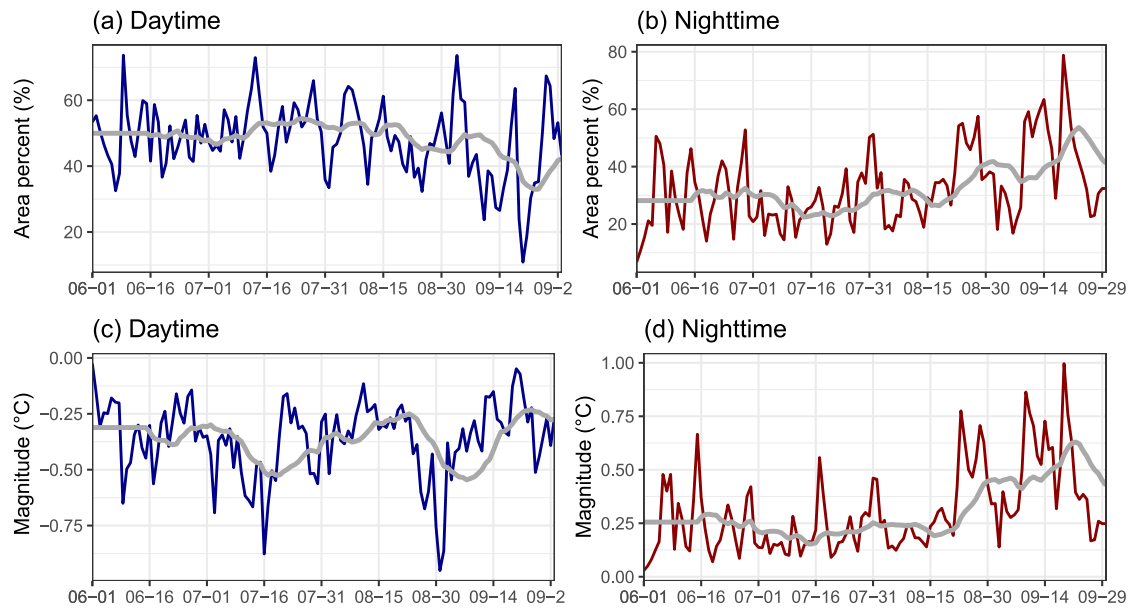 (a) Daytime
Area percent (%)
60
40
20
06−01 06−16 07−01 07−16 07−31 08−15 08−30 09−14 09−2
(b) Nighttime
Area percent (%)
80
60
40
20
06−01 06−16 07−01 07−16 07−31 08−15 08−30 09−14 09−29
(c) Daytime
Magnitude (°C)
0.00
−0.25
−0.50
−0.75
06−01 06−16 07−01 07−16 07−31 08−15 08−30 09−14 09−2
(d) Nighttime
Magnitude (°C)
1.00
0.75
0.50
0.25
0.00
06−01 06−16 07−01 07−16 07−31 08−15 08−30 09−14 09−29